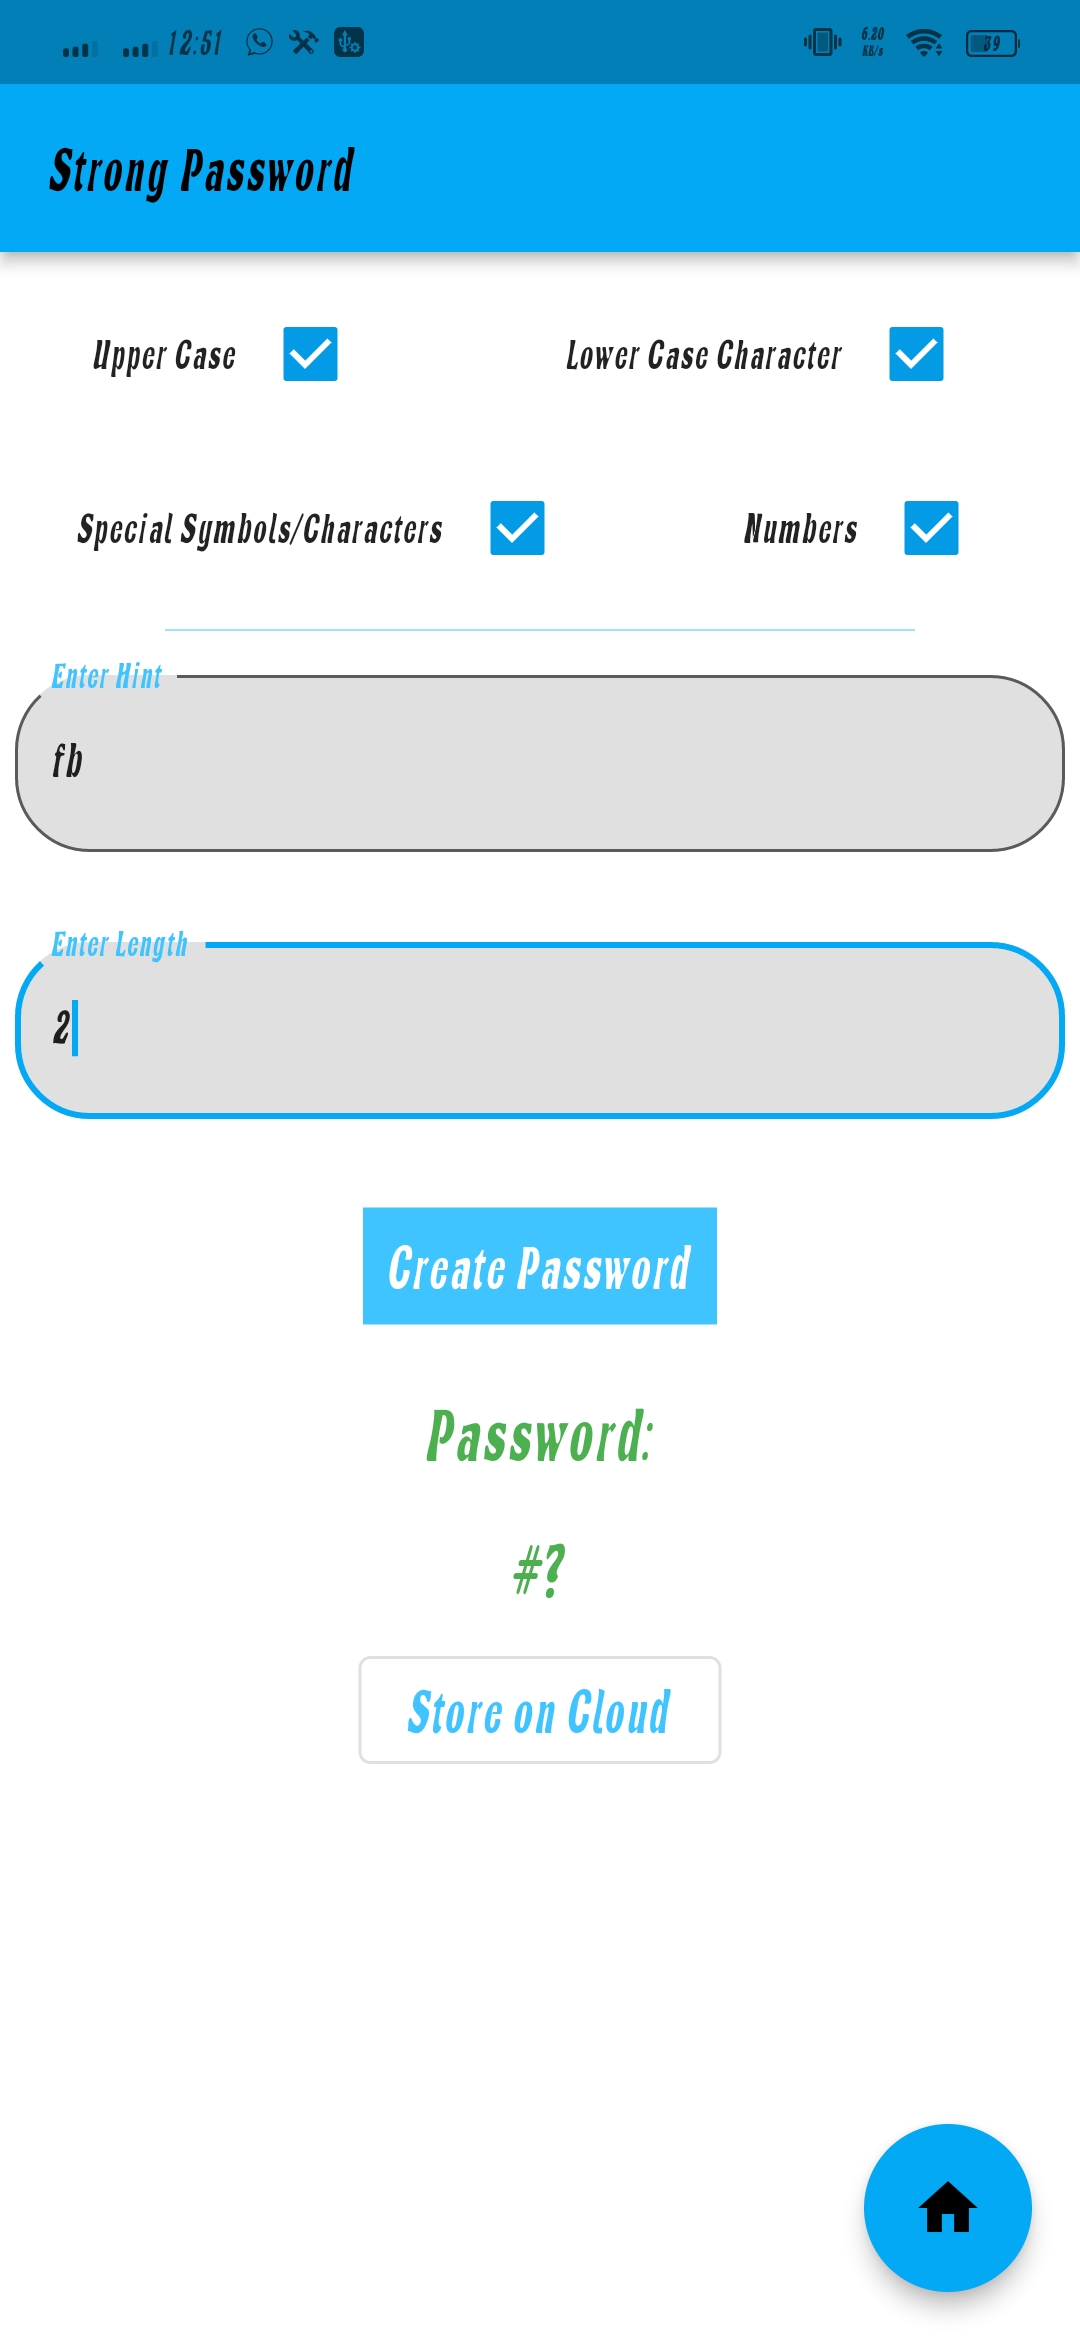 12:51 6.20 KB/s 39
Strong Password
Upper Case Lower Case Character
Special Symbols/Characters Numbers
Enter Hint
fb
Enter Length
2
Create Password
Password:
#?
Store on Cloud